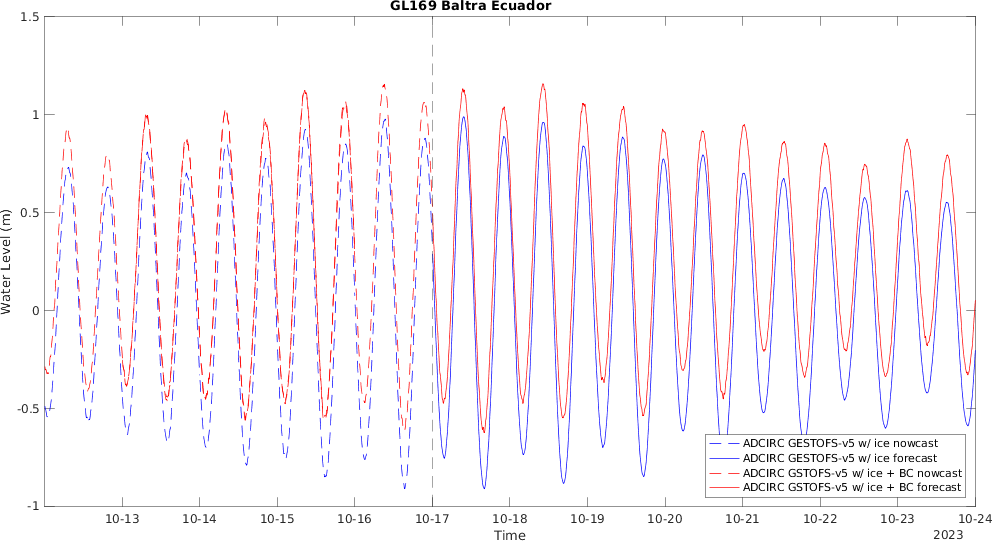 GL169 Baltra Ecuador
1.5
1
0.5
0
-0.5
-1
Water Level (m)
10-13 10-14 10-15 10-16 10-17 10-18 10-19 10-20 10-21 10-22 10-23 10-24
Time
2023
ADCIRC GESTOFS-v5 w/ ice nowcast
ADCIRC GESTOFS-v5 w/ ice forecast
ADCIRC GSTOFS-v5 w/ ice + BC nowcast
ADCIRC GSTOFS-v5 w/ ice + BC forecast